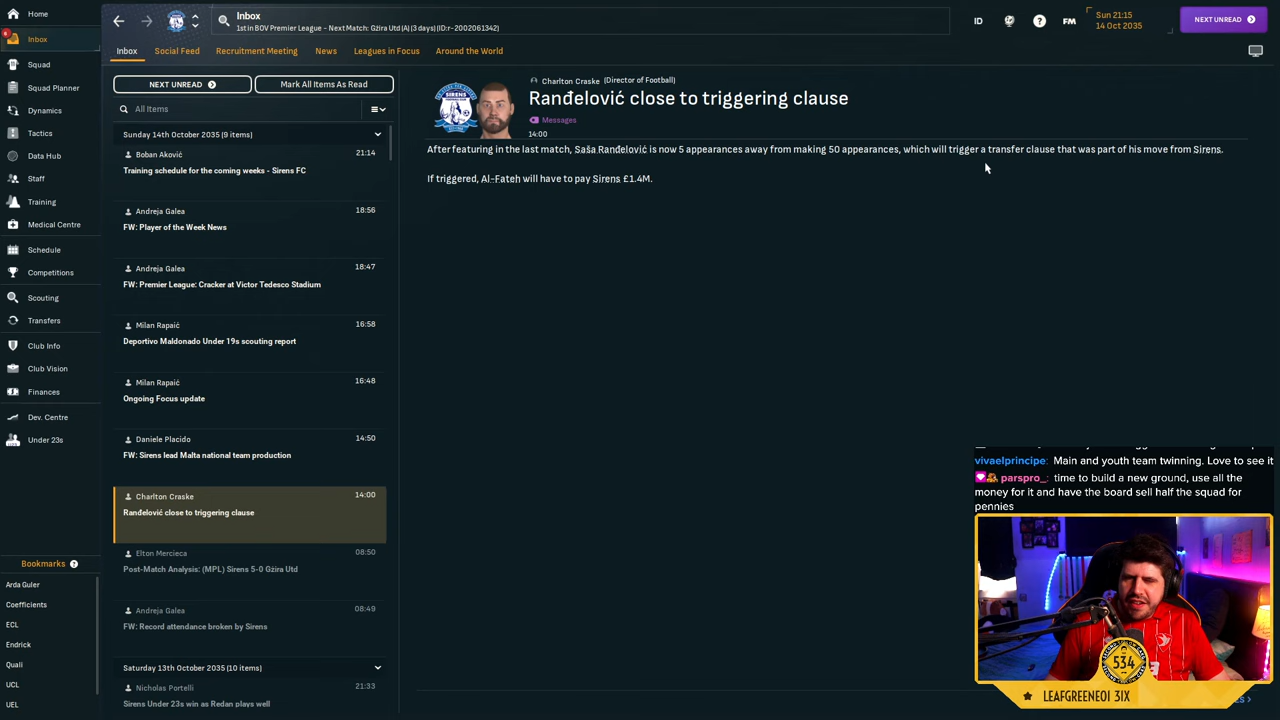 Home
Inbox
Squad
Squad Planner
Dynamics
Tactics
Data Hub
Staff
Training
Medical Centre
Schedule
Competitions
Scouting
Transfers
Club Info
Club Vision
Finances
Dev. Centre
Under 23s
Bookmarks ?
Arda Guler
Coefficients
ECL
Endrick
Quali
UCL
UEL
Inbox
1st in BOV Premier League - Next Match: Gżira Utd (A) (3 days) (ID:r-2002061342)
ID
?
FM
Sun 21:15
14 Oct 2035
NEXT UNREAD
Inbox
Social Feed
Recruitment Meeting
News
Leagues in Focus
Around the World
NEXT UNREAD
Mark All Items As Read
All Items
Sunday 14th October 2035 (9 items)
Boban Aković
21:14
Training schedule for the coming weeks - Sirens FC
Andreja Galea
18:56
FW: Player of the Week News
Andreja Galea
18:47
FW: Premier League: Cracker at Victor Tedesco Stadium
Milan Rapaić
16:58
Deportivo Maldonado Under 19s scouting report
Milan Rapaić
16:48
Ongoing Focus update
Daniele Placido
14:50
FW: Sirens lead Malta national team production
Charlton Craske
14:00
Ranđelović close to triggering clause
Elton Mercieca
08:50
Post-Match Analysis: (MPL) Sirens 5-0 Gżira Utd
Andreja Galea
08:49
FW: Record attendance broken by Sirens
Saturday 13th October 2035 (10 items)
Nicholas Portelli
21:33
Sirens Under 23s win as Redan plays well
SIRENS
Charlton Craske (Director of Football)
Ranđelović close to triggering clause
Messages
14:00
After featuring in the last match, Saša Ranđelović is now 5 appearances away from making 50 appearances, which will trigger a transfer clause that was part of his move from Sirens.
If triggered, Al-Fateh will have to pay Sirens £1.4M.
vivaelprincipe: Main and youth team twinning. Love to see it
parspro_: time to build a new ground, use all
the money for it and have the board sell half the squad for
pennies
534
LEAFGREENE01 3IX